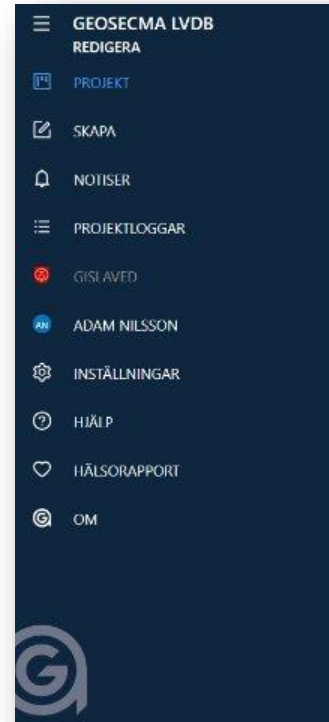 GEOSECMA LVDB
REDIGERA
PROJEKT
SKAPA
NOTISER
PROJEKTLOGGAR
GISLAVED
AN ADAM NILSSON
INSTÄLLNINGAR
HJÄLP
HÄLSORAPPORT
OM